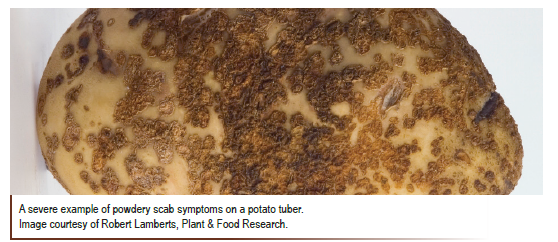 A severe example of powdery scab symptoms on a potato tuber.
Image courtesy of Robert Lamberts, Plant & Food Research.